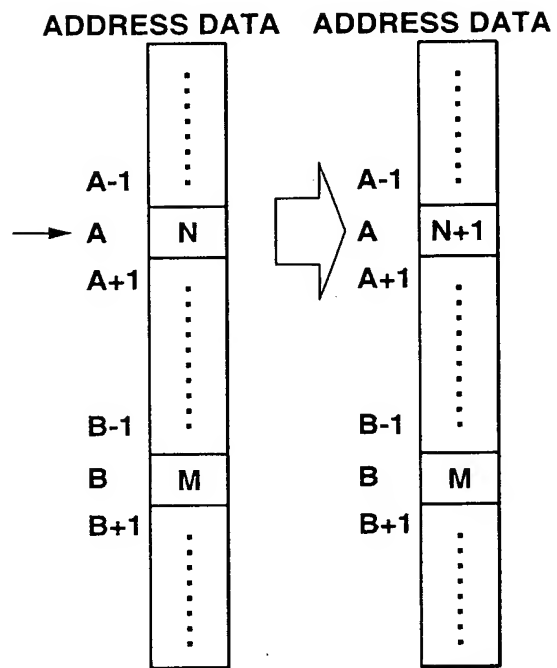 ADDRESS DATA ADDRESS DATA
A-1 A-1
A N A N+1
A+1 A+1
B-1 B-1
B M B M
B+1 B+1